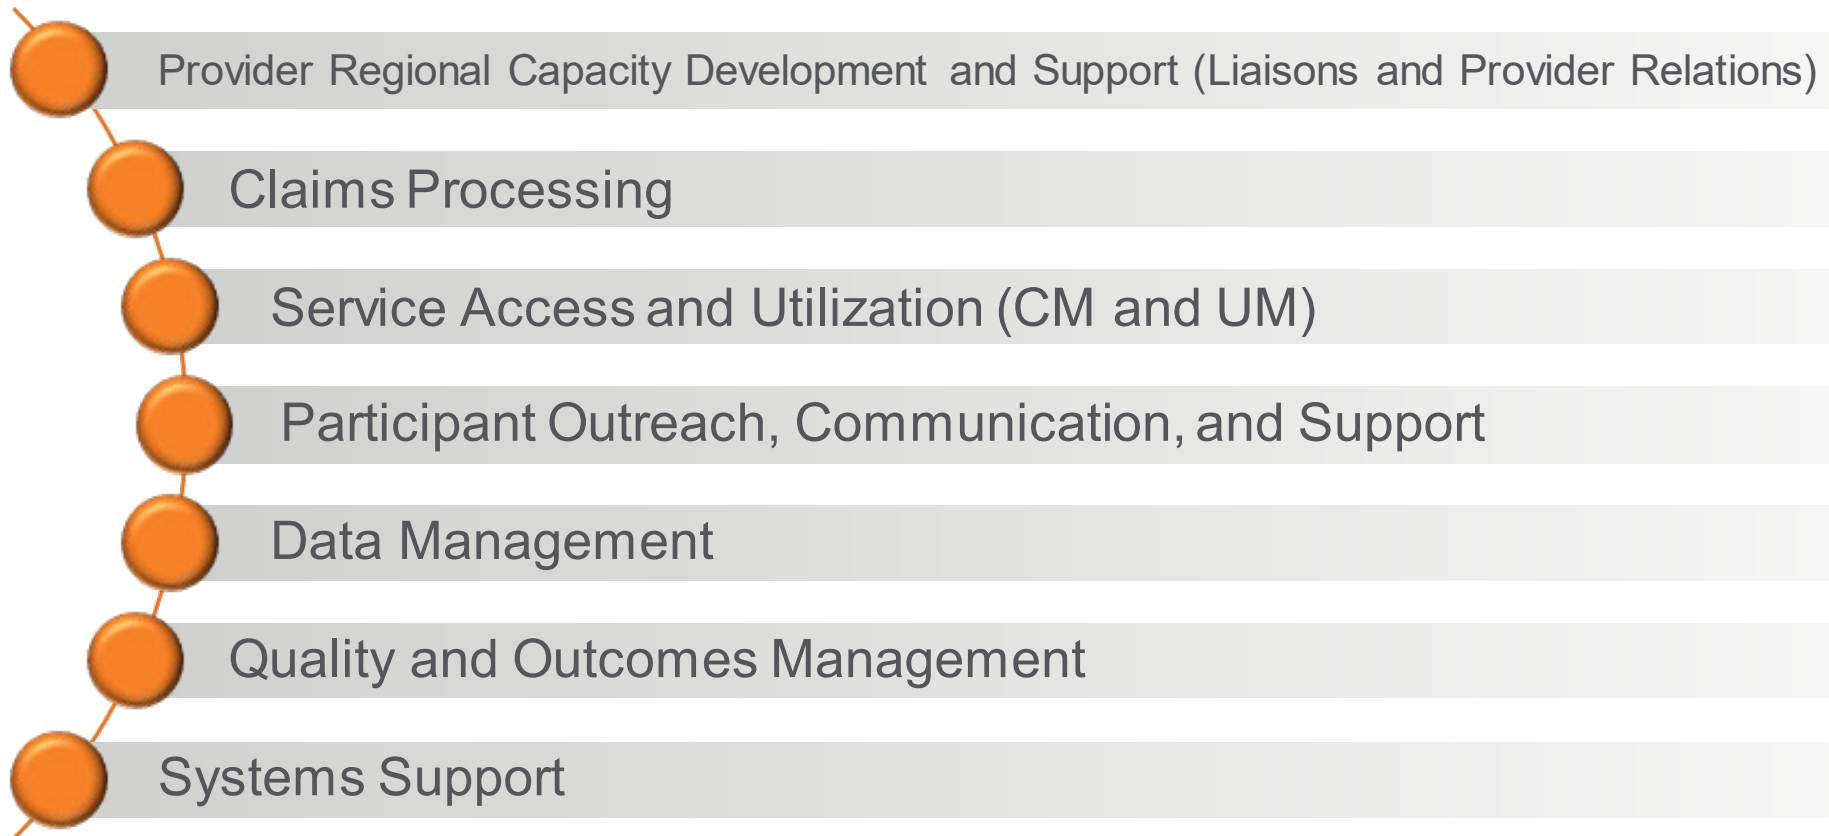 Provider Regional Capacity Development and Support (Liaisons and Provider Relations)
Claims Processing
Service Access and Utilization (CM and UM)
Participant Outreach, Communication, and Support
Data Management
Quality and Outcomes Management
Systems Support